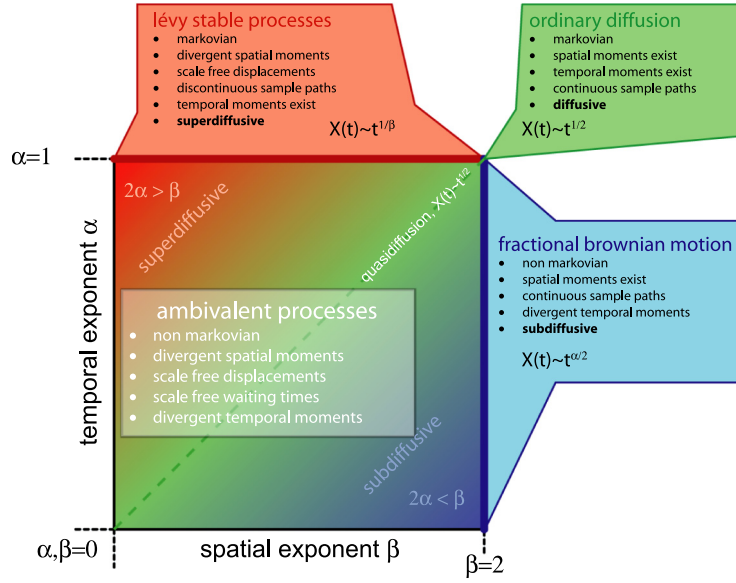 lévy stable processes
• markovian
• divergent spatial moments
• scale free displacements
• discontinuous sample paths
• temporal moments exist
• superdiffusive
X(t)~t^1/β
ordinary diffusion
• markovian
• spatial moments exist
• temporal moments exist
• continuous sample paths
• diffusive
X(t)~t^1/2
α=1
2α > β
superdiffusive
quasidiffusion, X(t)~t^1/2
fractional brownian motion
• non markovian
• spatial moments exist
• continuous sample paths
• divergent temporal moments
• subdiffusive
X(t)~t^α/2
temporal exponent α
ambivalent processes
• non markovian
• divergent spatial moments
• scale free displacements
• scale free waiting times
• divergent temporal moments
subdiffusive
2α < β
α,β=0
spatial exponent β
β=2